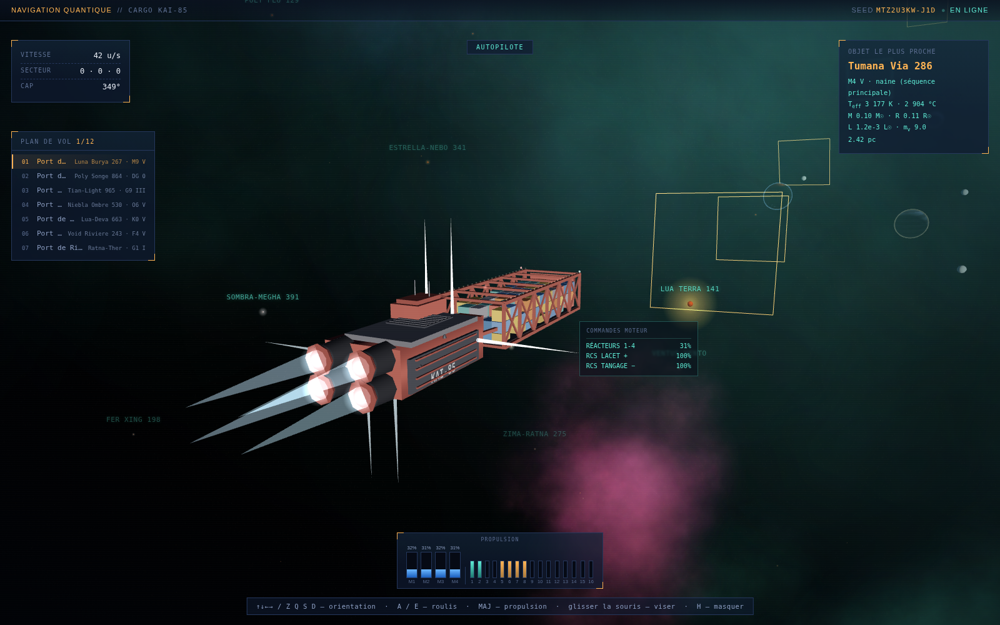 POLY FEU 129
NAVIGATION QUANTIQUE // CARGO KAI-85
SEED MTZ2U3KW-J1D • EN LIGNE
VITESSE 42 u/s
SECTEUR 0 · 0 · 0
CAP 349°
AUTOPILOTE
OBJET LE PLUS PROCHE
Tumana Via 286
M4 V · naine (séquence
principale)
Teff 3 177 K · 2 904 °C
M 0.10 M☉ · R 0.11 R☉
L 1.2e-3 L☉ · mv 9.0
2.42 pc
PLAN DE VOL 1/12
01 Port d… Luna Burya 267 · M9 V
02 Port d… Poly Songe 864 · DG 0
03 Port … Tian-Light 965 · G9 III
04 Port … Niebla Ombre 530 · O6 V
05 Port de … Lua-Deva 663 · K0 V
06 Port … Void Riviere 243 · F4 V
07 Port de Ri… Ratna-Ther · G1 I
ESTRELLA-NEBO 341
SOMBRA-MEGHA 391
LUA TERRA 141
COMMANDES MOTEUR
RÉACTEURS 1-4 31%
RCS LACET + 100%
RCS TANGAGE − 100%
KAI-85
FER XING 198
ZIMA-RATNA 275
PROPULSION
32% 31% 32% 31%
M1 M2 M3 M4 1 2 3 4 5 6 7 8 9 10 11 12 13 14 15 16
↑↓←→ / Z Q S D — orientation · A / E — roulis · MAJ — propulsion · glisser la souris — viser · H — masquer